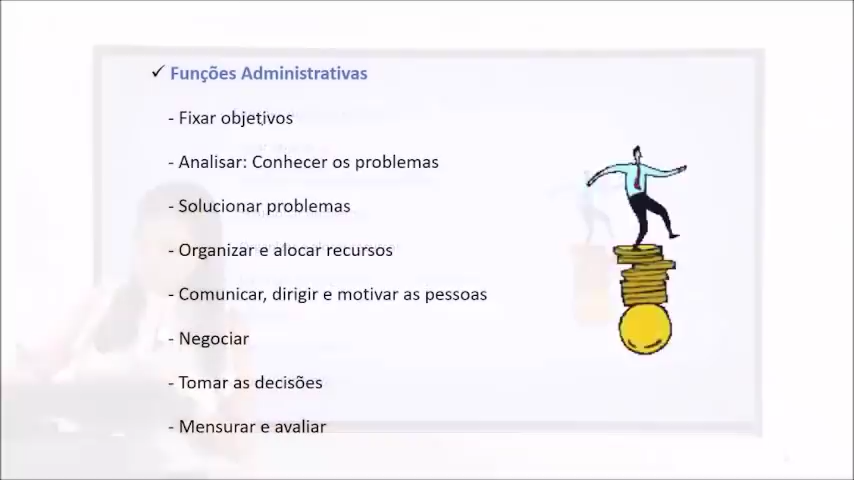 ✓ Funções Administrativas
- Fixar objetivos
- Analisar: Conhecer os problemas
- Solucionar problemas
- Organizar e alocar recursos
- Comunicar, dirigir e motivar as pessoas
- Negociar
- Tomar as decisões
- Mensurar e avaliar